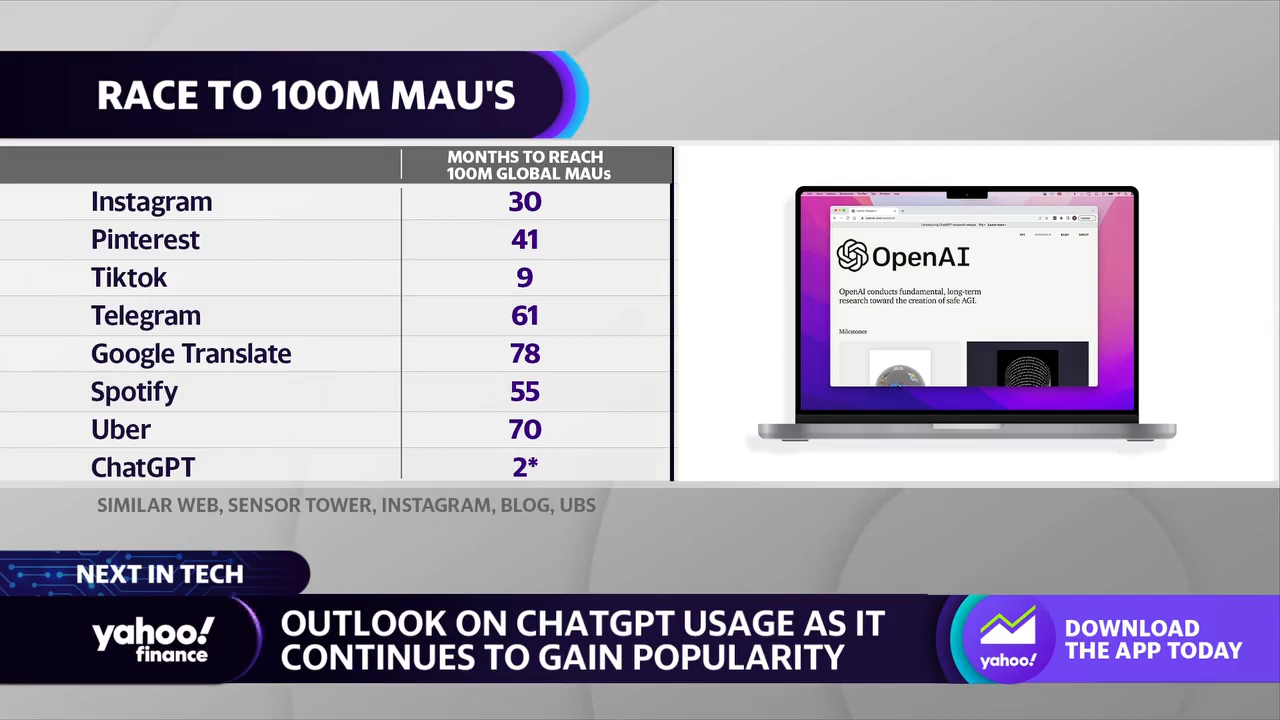 RACE TO 100M MAU'S
MONTHS TO REACH
100M GLOBAL MAUs
Instagram 30
Pinterest 41
Tiktok 9
Telegram 61
Google Translate 78
Spotify 55
Uber 70
ChatGPT 2*
SIMILAR WEB, SENSOR TOWER, INSTAGRAM, BLOG, UBS
OpenAI
OpenAI conducts fundamental, long-term
research toward the creation of safe AGI.
Milestones
NEXT IN TECH
yahoo!
finance
OUTLOOK ON CHATGPT USAGE AS IT
CONTINUES TO GAIN POPULARITY
yahoo!
DOWNLOAD
THE APP TODAY